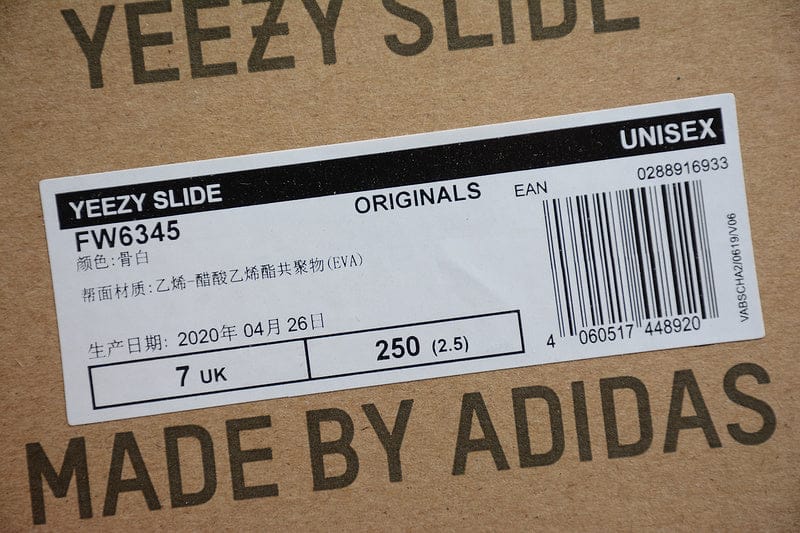 YEEZY SLIDE
YEEZY SLIDE UNISEX
FW6345 ORIGINALS EAN 0288916933
颜色:骨白
帮面材质:乙烯-醋酸乙烯酯共聚物(EVA)
生产日期: 2020年 04月 26日
7 UK 250 (2.5)
4 060517 448920
VABSCHA2/0619/V06
MADE BY ADIDAS